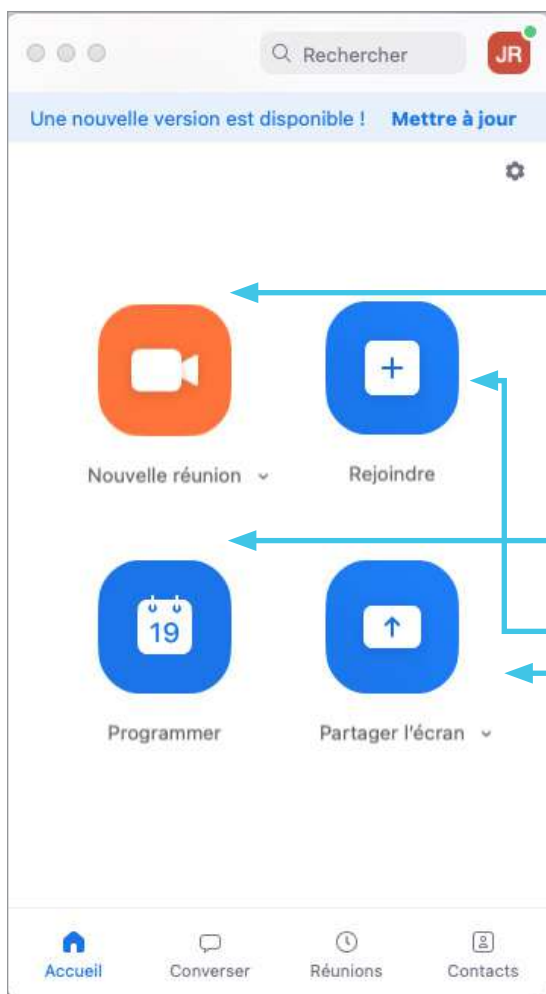 Rechercher
JR
Une nouvelle version est disponible ! Mettre à jour
Nouvelle réunion
Rejoindre
19
Programmer
Partager l'écran
Accueil
Converser
Réunions
Contacts